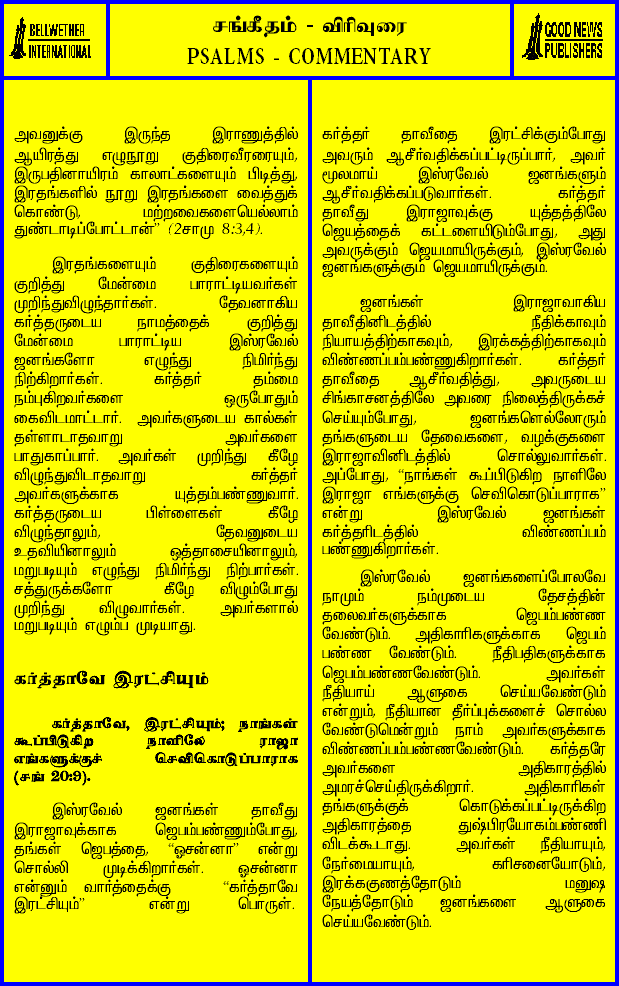 BELLWETHER
INTERNATIONAL
சங்கீதம் - விரிவுரை
PSALMS - COMMENTARY
GOOD NEWS
PUBLISHERS
அவனுக்கு இருந்த இராணுத்தில்
ஆயிரத்து எழுநூறு குதிரைவீரரையும்,
இருபதினாயிரம் காலாட்களையும் பிடித்து,
இரதங்களில் நூறு இரதங்களை வைத்துக்
கொண்டு, மற்றவைகளையெல்லாம்
துண்டாடிப்போட்டான்" (2சாமு 8:3,4).
இரதங்களையும் குதிரைகளையும்
குறித்து மேன்மை பாராட்டியவர்கள்
முறிந்துவிழுந்தார்கள். தேவனாகிய
கர்த்தருடைய நாமத்தைக் குறித்து
மேன்மை பாராட்டிய இஸ்ரவேல்
ஜனங்களோ எழுந்து நிமிர்ந்து
நிற்கிறார்கள். கர்த்தர் தம்மை
நம்புகிறவர்களை ஒருபோதும்
கைவிடமாட்டார். அவர்களுடைய கால்கள்
தள்ளாடாதவாறு அவர்களை
பாதுகாப்பார். அவர்கள் முறிந்து கீழே
விழுந்துவிடாதவாறு கர்த்தர்
அவர்களுக்காக யுத்தம்பண்ணுவார்.
கர்த்தருடைய பிள்ளைகள் கீழே
விழுந்தாலும், தேவனுடைய
உதவியினாலும் ஒத்தாசையினாலும்,
மறுபடியும் எழுந்து நிமிர்ந்து நிற்பார்கள்.
சத்துருக்களோ கீழே விழும்போது
முறிந்து விழுவார்கள். அவர்களால்
மறுபடியும் எழும்ப முடியாது.
கர்த்தாவே இரட்சியும்
கர்த்தாவே, இரட்சியும்; நாங்கள்
கூப்பிடுகிற நாளிலே ராஜா
எங்களுக்குச் செவிகொடுப்பாராக
(சங் 20:9).
இஸ்ரவேல் ஜனங்கள் தாவீது
இராஜாவுக்காக ஜெபம்பண்ணும்போது,
தங்கள் ஜெபத்தை, "ஓசன்னா" என்று
சொல்லி முடிக்கிறார்கள். ஓசன்னா
என்னும் வார்த்தைக்கு "கர்த்தாவே
இரட்சியும்" என்று பொருள்.
கர்த்தர் தாவீதை இரட்சிக்கும்போது
அவரும் ஆசீர்வதிக்கப்பட்டிருப்பார், அவர்
மூலமாய் இஸ்ரவேல் ஜனங்களும்
ஆசீர்வதிக்கப்படுவார்கள். கர்த்தர்
தாவீது இராஜாவுக்கு யுத்தத்திலே
ஜெயத்தைக் கட்டளையிடும்போது, அது
அவருக்கும் ஜெயமாயிருக்கும், இஸ்ரவேல்
ஜனங்களுக்கும் ஜெயமாயிருக்கும்.
ஜனங்கள் இராஜாவாகிய
தாவீதினிடத்தில் நீதிக்காவும்
நியாயத்திற்காகவும், இரக்கத்திற்காகவும்
விண்ணப்பம்பண்ணுகிறார்கள். கர்த்தர்
தாவீதை ஆசீர்வதித்து, அவருடைய
சிங்காசனத்திலே அவரை நிலைத்திருக்கச்
செய்யும்போது, ஜனங்களெல்லோரும்
தங்களுடைய தேவைகளை, வழக்குகளை
இராஜாவினிடத்தில் சொல்லுவார்கள்.
அப்போது, "நாங்கள் கூப்பிடுகிற நாளிலே
இராஜா எங்களுக்கு செவிகொடுப்பாராக"
என்று இஸ்ரவேல் ஜனங்கள்
கர்த்தரிடத்தில் விண்ணப்பம்
பண்ணுகிறார்கள்.
இஸ்ரவேல் ஜனங்களைப்போலவே
நாமும் நம்முடைய தேசத்தின்
தலைவர்களுக்காக ஜெபம்பண்ண
வேண்டும். அதிகாரிகளுக்காக ஜெபம்
பண்ண வேண்டும். நீதிபதிகளுக்காக
ஜெபம்பண்ணவேண்டும். அவர்கள்
நீதியாய் ஆளுகை செய்யவேண்டும்
என்றும், நீதியான தீர்ப்புக்களைச் சொல்ல
வேண்டுமென்றும் நாம் அவர்களுக்காக
விண்ணப்பம்பண்ணவேண்டும். கர்த்தரே
அவர்களை அதிகாரத்தில்
அமரச்செய்திருக்கிறார். அதிகாரிகள்
தங்களுக்குக் கொடுக்கப்பட்டிருக்கிற
அதிகாரத்தை துஷ்பிரயோகம்பண்ணி
விடக்கூடாது. அவர்கள் நீதியாயும்,
நேர்மையாயும், கரிசனையோடும்,
இரக்ககுணத்தோடும் மனுஷ
நேயத்தோடும் ஜனங்களை ஆளுகை
செய்யவேண்டும்.